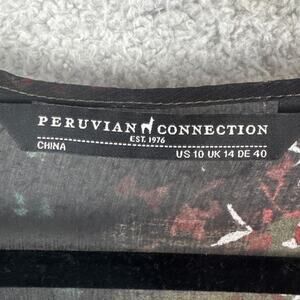 PERUVIAN CONNECTION
EST. 1976
CHINA
US 10 UK 14 DE 40